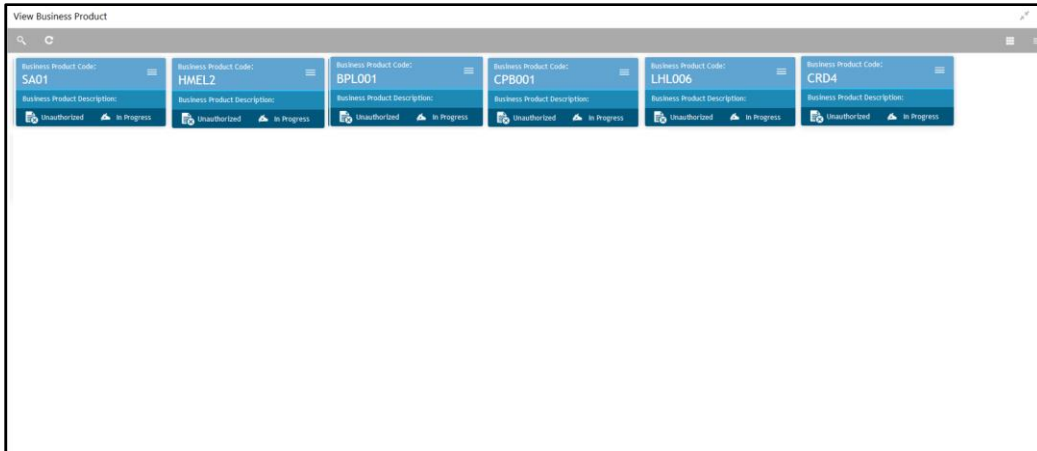 View Business Product
Business Product Code:
SA01
Business Product Description:
Unauthorized In Progress
Business Product Code:
HMEL2
Business Product Description:
Unauthorized In Progress
Business Product Code:
BPL001
Business Product Description:
Unauthorized In Progress
Business Product Code:
CPB001
Business Product Description:
Unauthorized In Progress
Business Product Code:
LHL006
Business Product Description:
Unauthorized In Progress
Business Product Code:
CRD4
Business Product Description:
Unauthorized In Progress